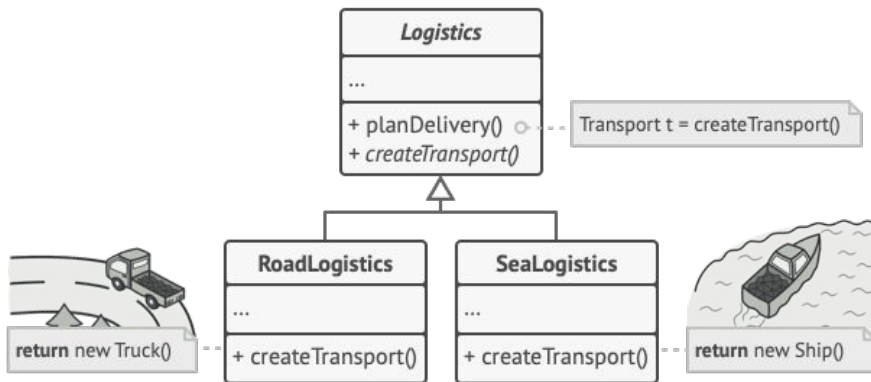 Logistics
...
+ planDelivery()
Transport t = createTransport()
+ createTransport()
RoadLogistics
SeaLogistics
...
...
return new Truck()
+ createTransport()
+ createTransport()
return new Ship()